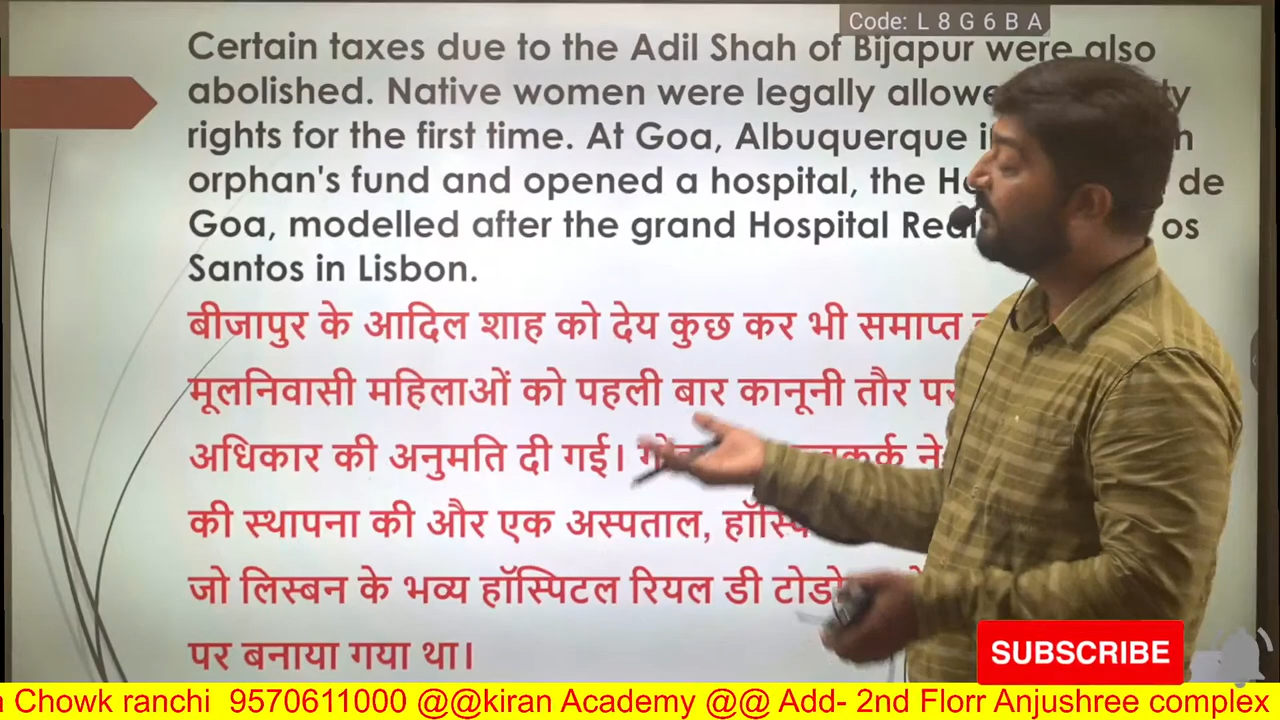 Code: L 8 G 6 B A
Certain taxes due to the Adil Shah of Bijapur were also
abolished. Native women were legally
rights for the first time. At Goa, Albuquerque
orphan's fund and opened a hospital, the de
Goa, modelled after the grand Hospital os
Santos in Lisbon.
बीजापुर के आदिल शाह को देय कुछ कर भी समाप्त
मूलनिवासी महिलाओं को पहली बार कानूनी तौर
अधिकार की अनुमति दी गई। ने
की स्थापना की और एक अस्पताल,
जो लिस्बन के भव्य हॉस्पिटल रियल डी
पर बनाया गया था।
SUBSCRIBE
Chowk ranchi 9570611000 @@kiran Academy @@ Add- 2nd Florr Anjushree complex